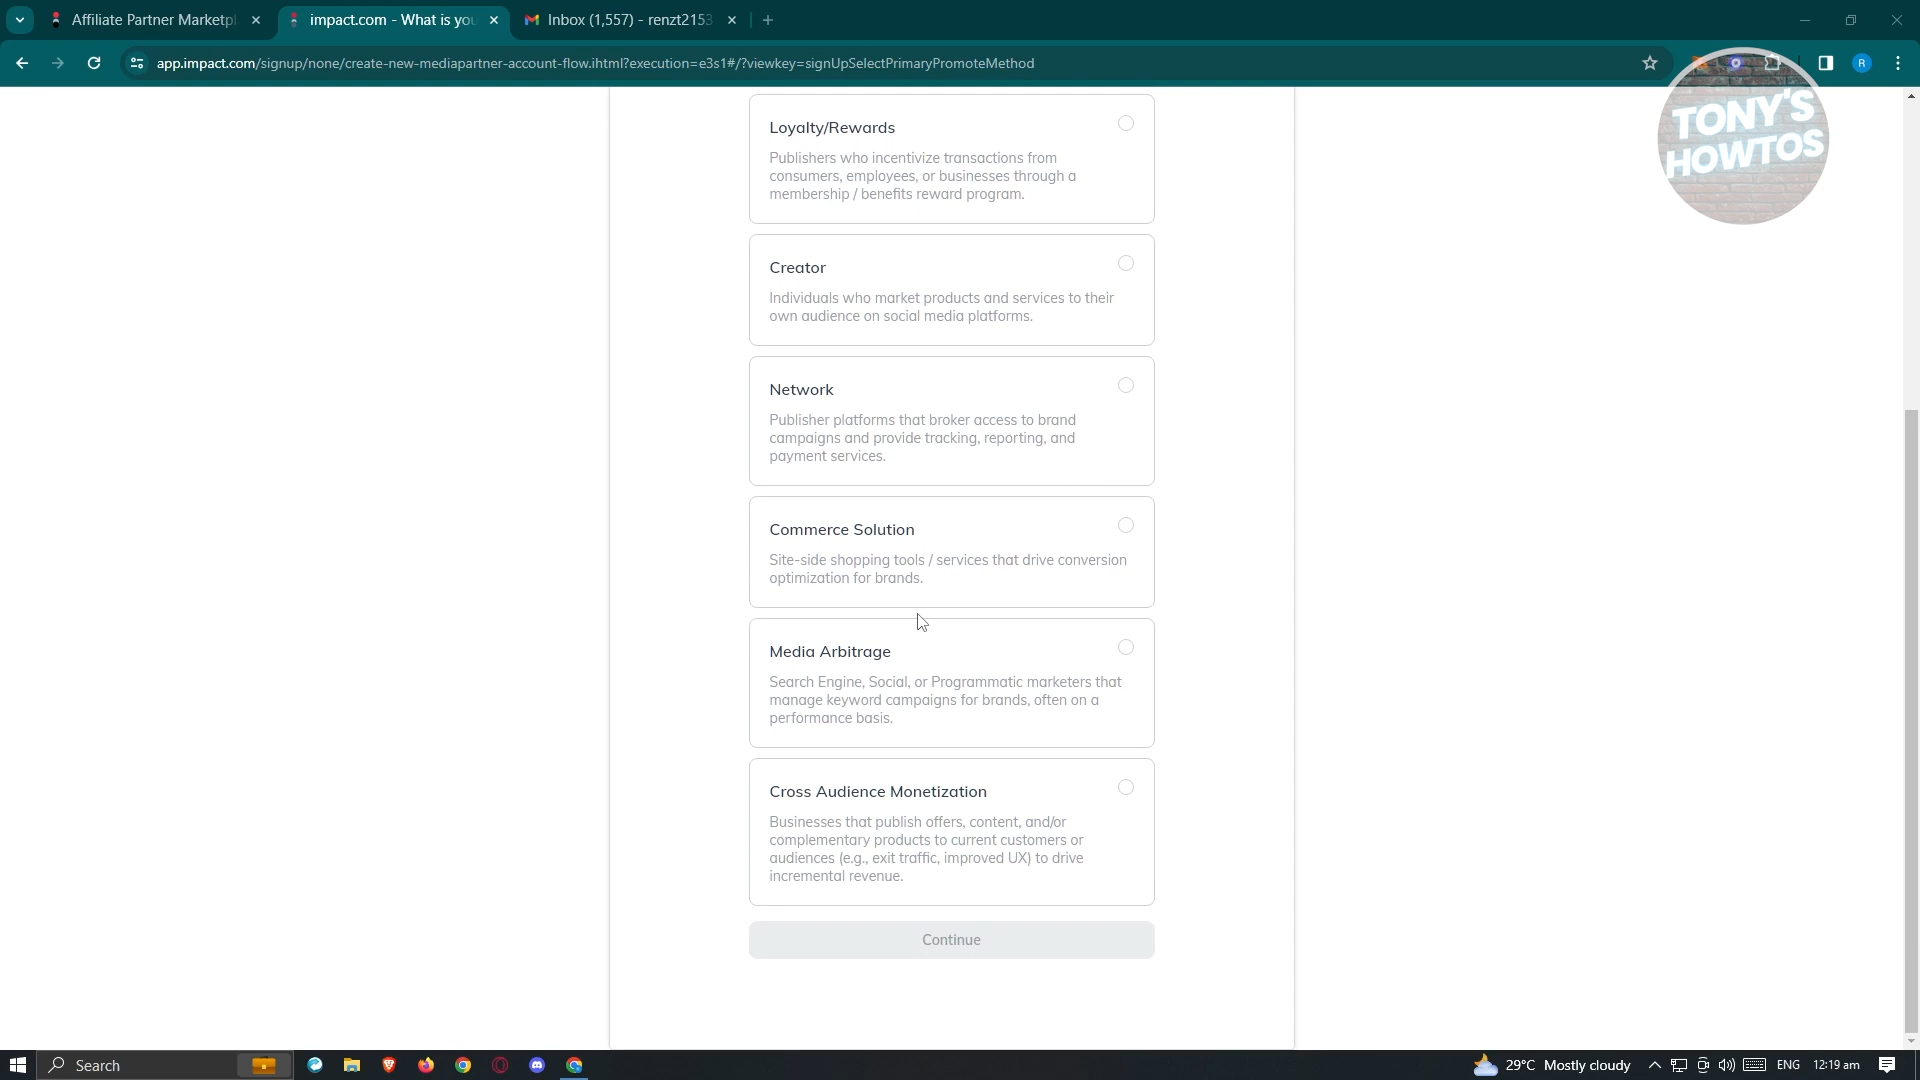 Affiliate Partner Marketpl
impact.com - What is you
Inbox (1,557) - renzt2153
app.impact.com/signup/none/create-new-mediapartner-account-flow.ihtml?execution=e3s1#/?viewkey=signUpSelectPrimaryPromoteMethod
R
TONY'S
HOWTOS
Loyalty/Rewards
Publishers who incentivize transactions from
consumers, employees, or businesses through a
membership / benefits reward program.
Creator
Individuals who market products and services to their
own audience on social media platforms.
Network
Publisher platforms that broker access to brand
campaigns and provide tracking, reporting, and
payment services.
Commerce Solution
Site-side shopping tools / services that drive conversion
optimization for brands.
Media Arbitrage
Search Engine, Social, or Programmatic marketers that
manage keyword campaigns for brands, often on a
performance basis.
Cross Audience Monetization
Businesses that publish offers, content, and/or
complementary products to current customers or
audiences (e.g., exit traffic, improved UX) to drive
incremental revenue.
Continue
Search
29°C Mostly cloudy
ENG
12:19 am